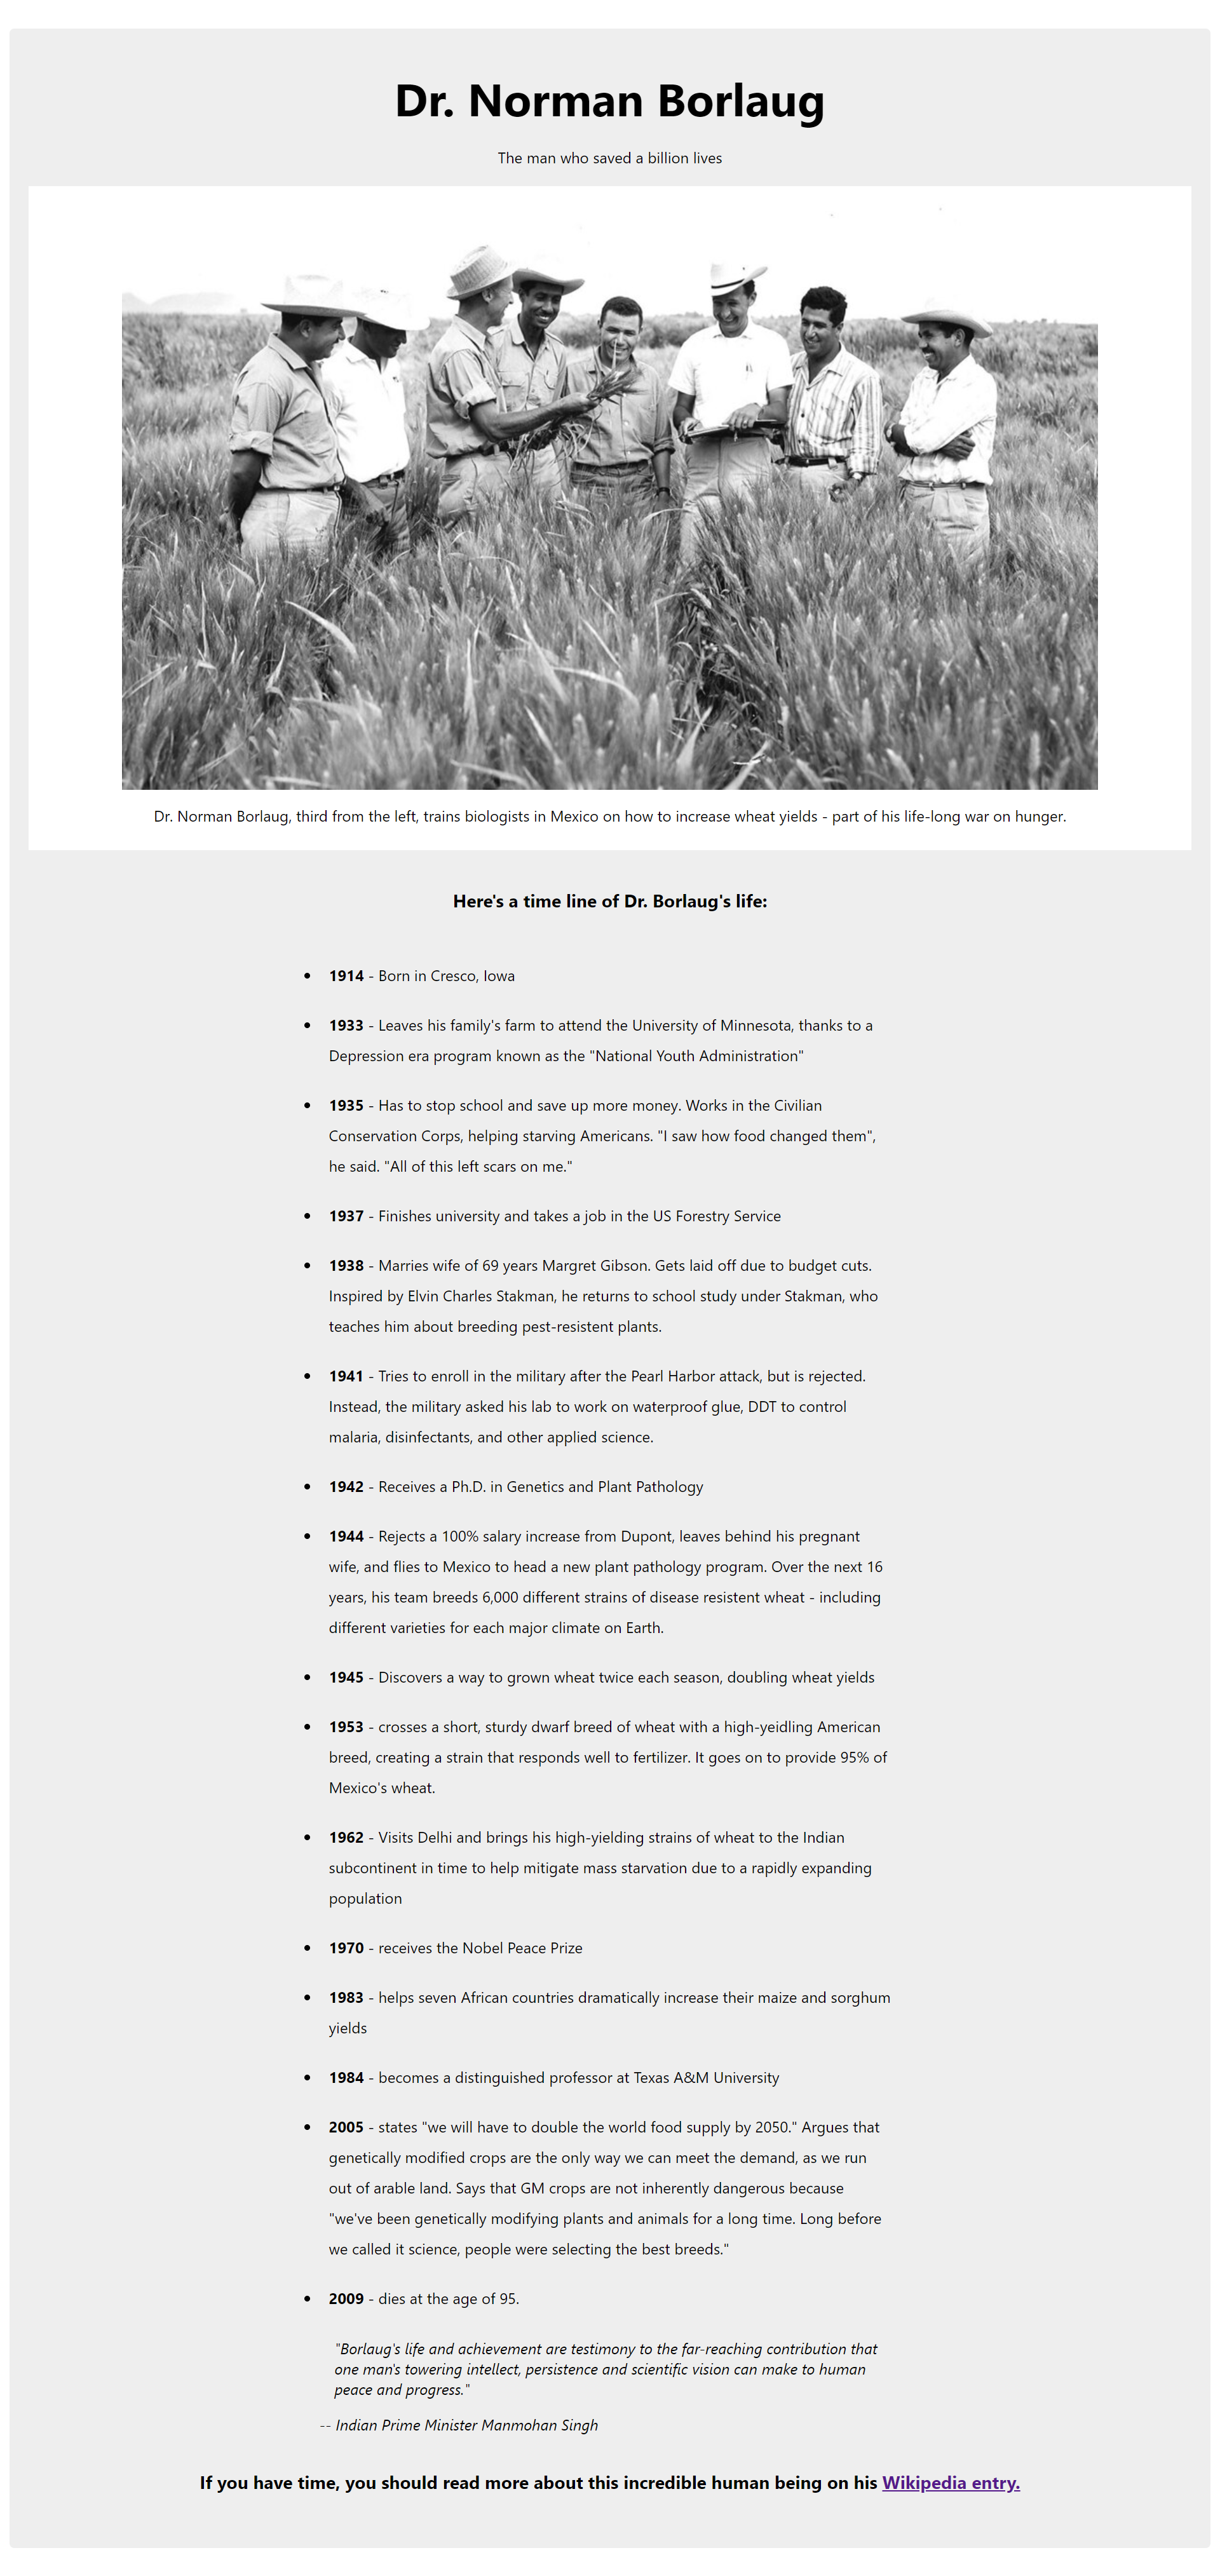 Dr. Norman Borlaug
The man who saved a billion lives
Dr. Norman Borlaug, third from the left, trains biologists in Mexico on how to increase wheat yields - part of his life-long war on hunger.
Here's a time line of Dr. Borlaug's life:
• 1914 - Born in Cresco, Iowa
• 1933 - Leaves his family's farm to attend the University of Minnesota, thanks to a
Depression era program known as the "National Youth Administration"
• 1935 - Has to stop school and save up more money. Works in the Civilian
Conservation Corps, helping starving Americans. "I saw how food changed them",
he said. "All of this left scars on me."
• 1937 - Finishes university and takes a job in the US Forestry Service
• 1938 - Marries wife of 69 years Margret Gibson. Gets laid off due to budget cuts.
Inspired by Elvin Charles Stakman, he returns to school study under Stakman, who
teaches him about breeding pest-resistent plants.
• 1941 - Tries to enroll in the military after the Pearl Harbor attack, but is rejected.
Instead, the military asked his lab to work on waterproof glue, DDT to control
malaria, disinfectants, and other applied science.
• 1942 - Receives a Ph.D. in Genetics and Plant Pathology
• 1944 - Rejects a 100% salary increase from Dupont, leaves behind his pregnant
wife, and flies to Mexico to head a new plant pathology program. Over the next 16
years, his team breeds 6,000 different strains of disease resistent wheat - including
different varieties for each major climate on Earth.
• 1945 - Discovers a way to grown wheat twice each season, doubling wheat yields
• 1953 - crosses a short, sturdy dwarf breed of wheat with a high-yeidling American
breed, creating a strain that responds well to fertilizer. It goes on to provide 95% of
Mexico's wheat.
• 1962 - Visits Delhi and brings his high-yielding strains of wheat to the Indian
subcontinent in time to help mitigate mass starvation due to a rapidly expanding
population
• 1970 - receives the Nobel Peace Prize
• 1983 - helps seven African countries dramatically increase their maize and sorghum
yields
• 1984 - becomes a distinguished professor at Texas A&M University
• 2005 - states "we will have to double the world food supply by 2050." Argues that
genetically modified crops are the only way we can meet the demand, as we run
out of arable land. Says that GM crops are not inherently dangerous because
"we've been genetically modifying plants and animals for a long time. Long before
we called it science, people were selecting the best breeds."
• 2009 - dies at the age of 95.
"Borlaug's life and achievement are testimony to the far-reaching contribution that
one man's towering intellect, persistence and scientific vision can make to human
peace and progress."
-- Indian Prime Minister Manmohan Singh
If you have time, you should read more about this incredible human being on his Wikipedia entry.